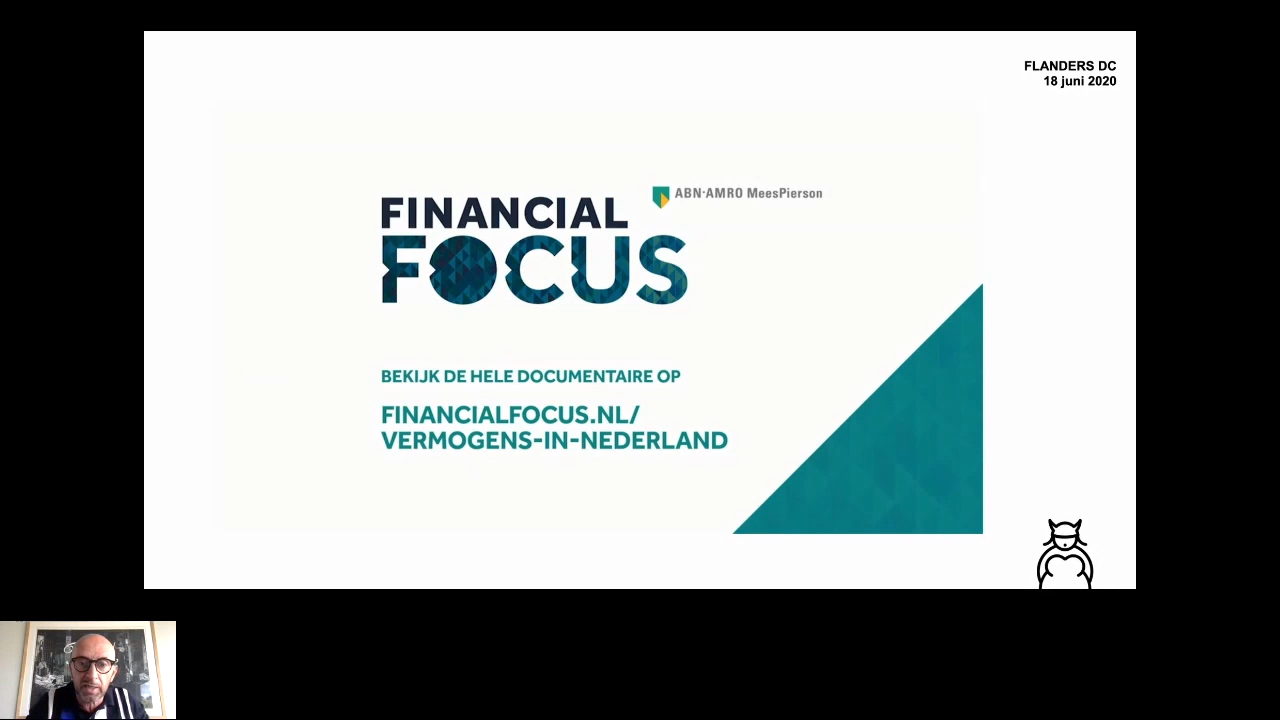 FLANDERS DC
18 juni 2020
ABN·AMRO MeesPierson
FINANCIAL
FOCUS
BEKIJK DE HELE DOCUMENTAIRE OP
FINANCIALFOCUS.NL/
VERMOGENS-IN-NEDERLAND